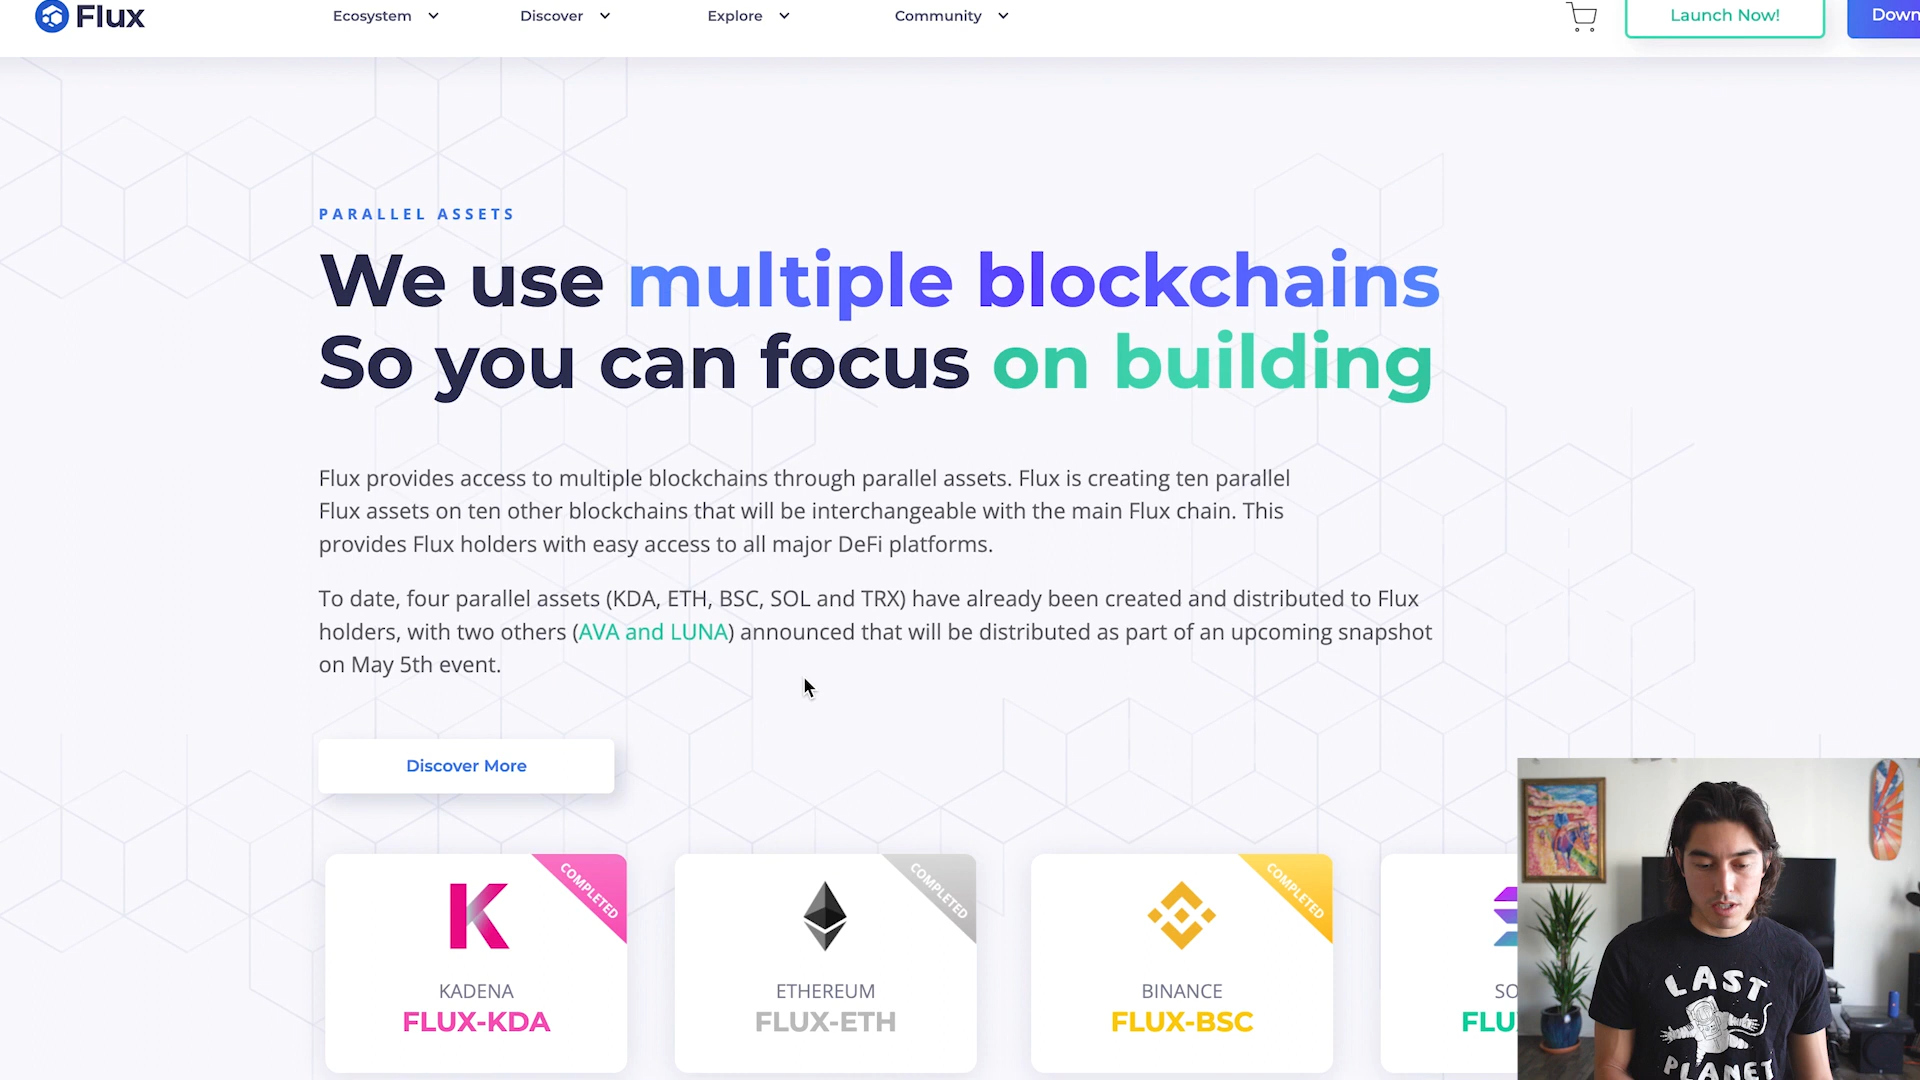 Flux
Ecosystem
Discover
Explore
Community
Launch Now!
Down
PARALLEL ASSETS
We use multiple blockchains
So you can focus on building
Flux provides access to multiple blockchains through parallel assets. Flux is creating ten parallel
Flux assets on ten other blockchains that will be interchangeable with the main Flux chain. This
provides Flux holders with easy access to all major DeFi platforms.
To date, four parallel assets (KDA, ETH, BSC, SOL and TRX) have already been created and distributed to Flux
holders, with two others (AVA and LUNA) announced that will be distributed as part of an upcoming snapshot
on May 5th event.
Discover More
COMPLETED
KADENA
FLUX-KDA
COMPLETED
ETHEREUM
FLUX-ETH
COMPLETED
BINANCE
FLUX-BSC
SO
FLU
LAST
PLANET